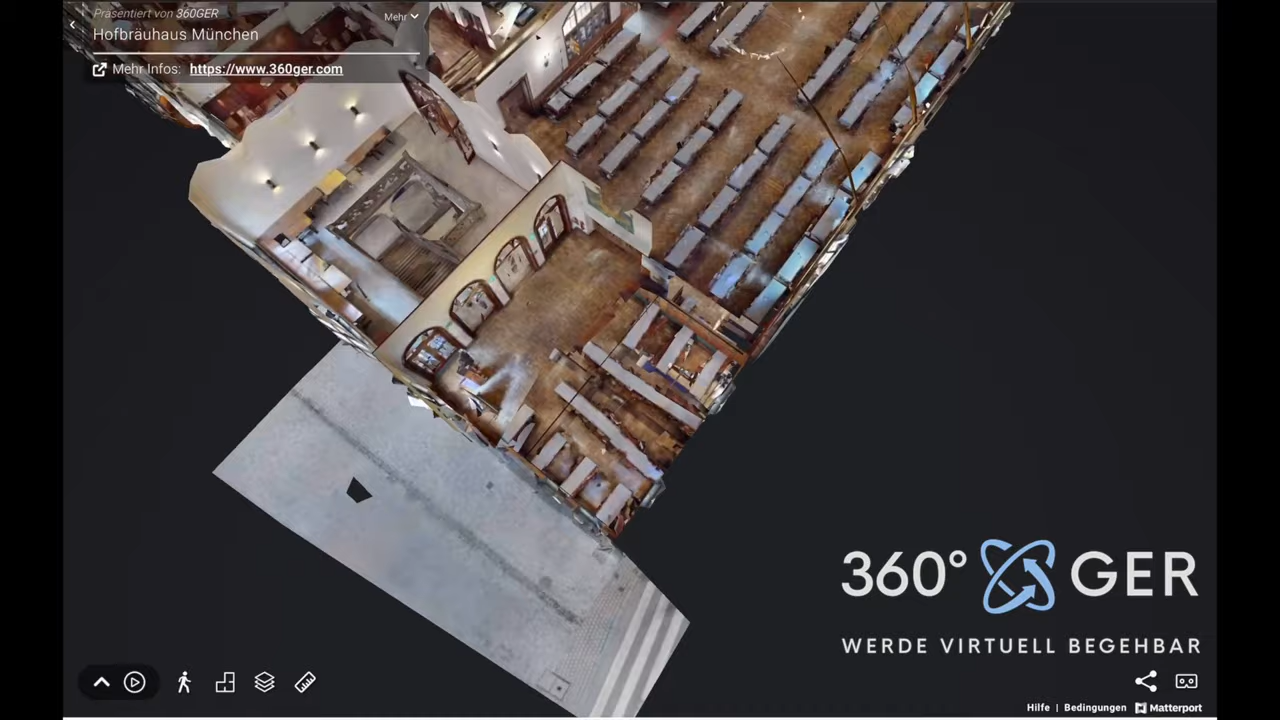 Präsentiert von 360GER
Mehr
Hofbräuhaus München
Mehr Infos: https://www.360ger.com
360° GER
WERDE VIRTUELL BEGEHBAR
Hilfe | Bedingungen Matterport